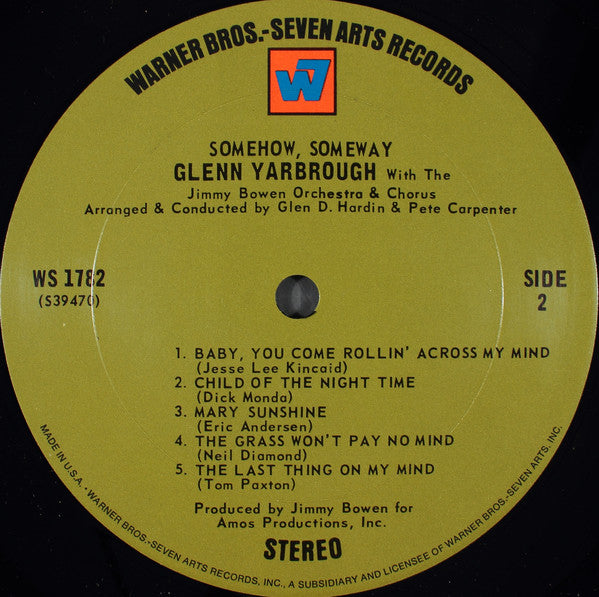 WARNER BROS.-SEVEN ARTS RECORDS
W7
SOMEHOW, SOMEWAY
GLENN YARBROUGH With The
Jimmy Bowen Orchestra & Chorus
Arranged & Conducted by Glen D. Hardin & Pete Carpenter
WS 1782
(S39470)
SIDE
2
1. BABY, YOU COME ROLLIN' ACROSS MY MIND
(Jesse Lee Kincaid)
2. CHILD OF THE NIGHT TIME
(Dick Monda)
3. MARY SUNSHINE
(Eric Andersen)
4. THE GRASS WON'T PAY NO MIND
(Neil Diamond)
5. THE LAST THING ON MY MIND
(Tom Paxton)
Produced by Jimmy Bowen for
Amos Productions, Inc.
STEREO
MADE IN U.S.A. • WARNER BROS.-SEVEN ARTS RECORDS, INC., A SUBSIDIARY AND LICENSEE OF WARNER BROS.-SEVEN ARTS, INC.